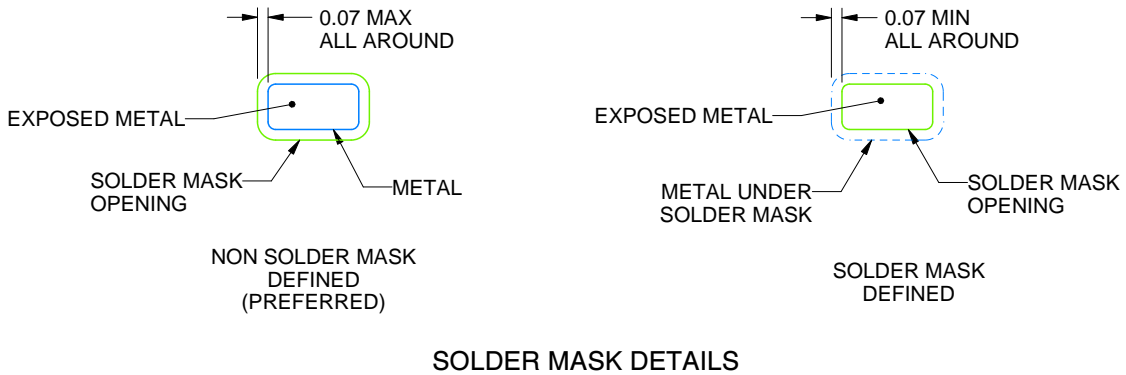 0.07 MAX
ALL AROUND
EXPOSED METAL
SOLDER MASK
OPENING
METAL
NON SOLDER MASK
DEFINED
(PREFERRED)
0.07 MIN
ALL AROUND
EXPOSED METAL
METAL UNDER
SOLDER MASK
SOLDER MASK
OPENING
SOLDER MASK
DEFINED
SOLDER MASK DETAILS